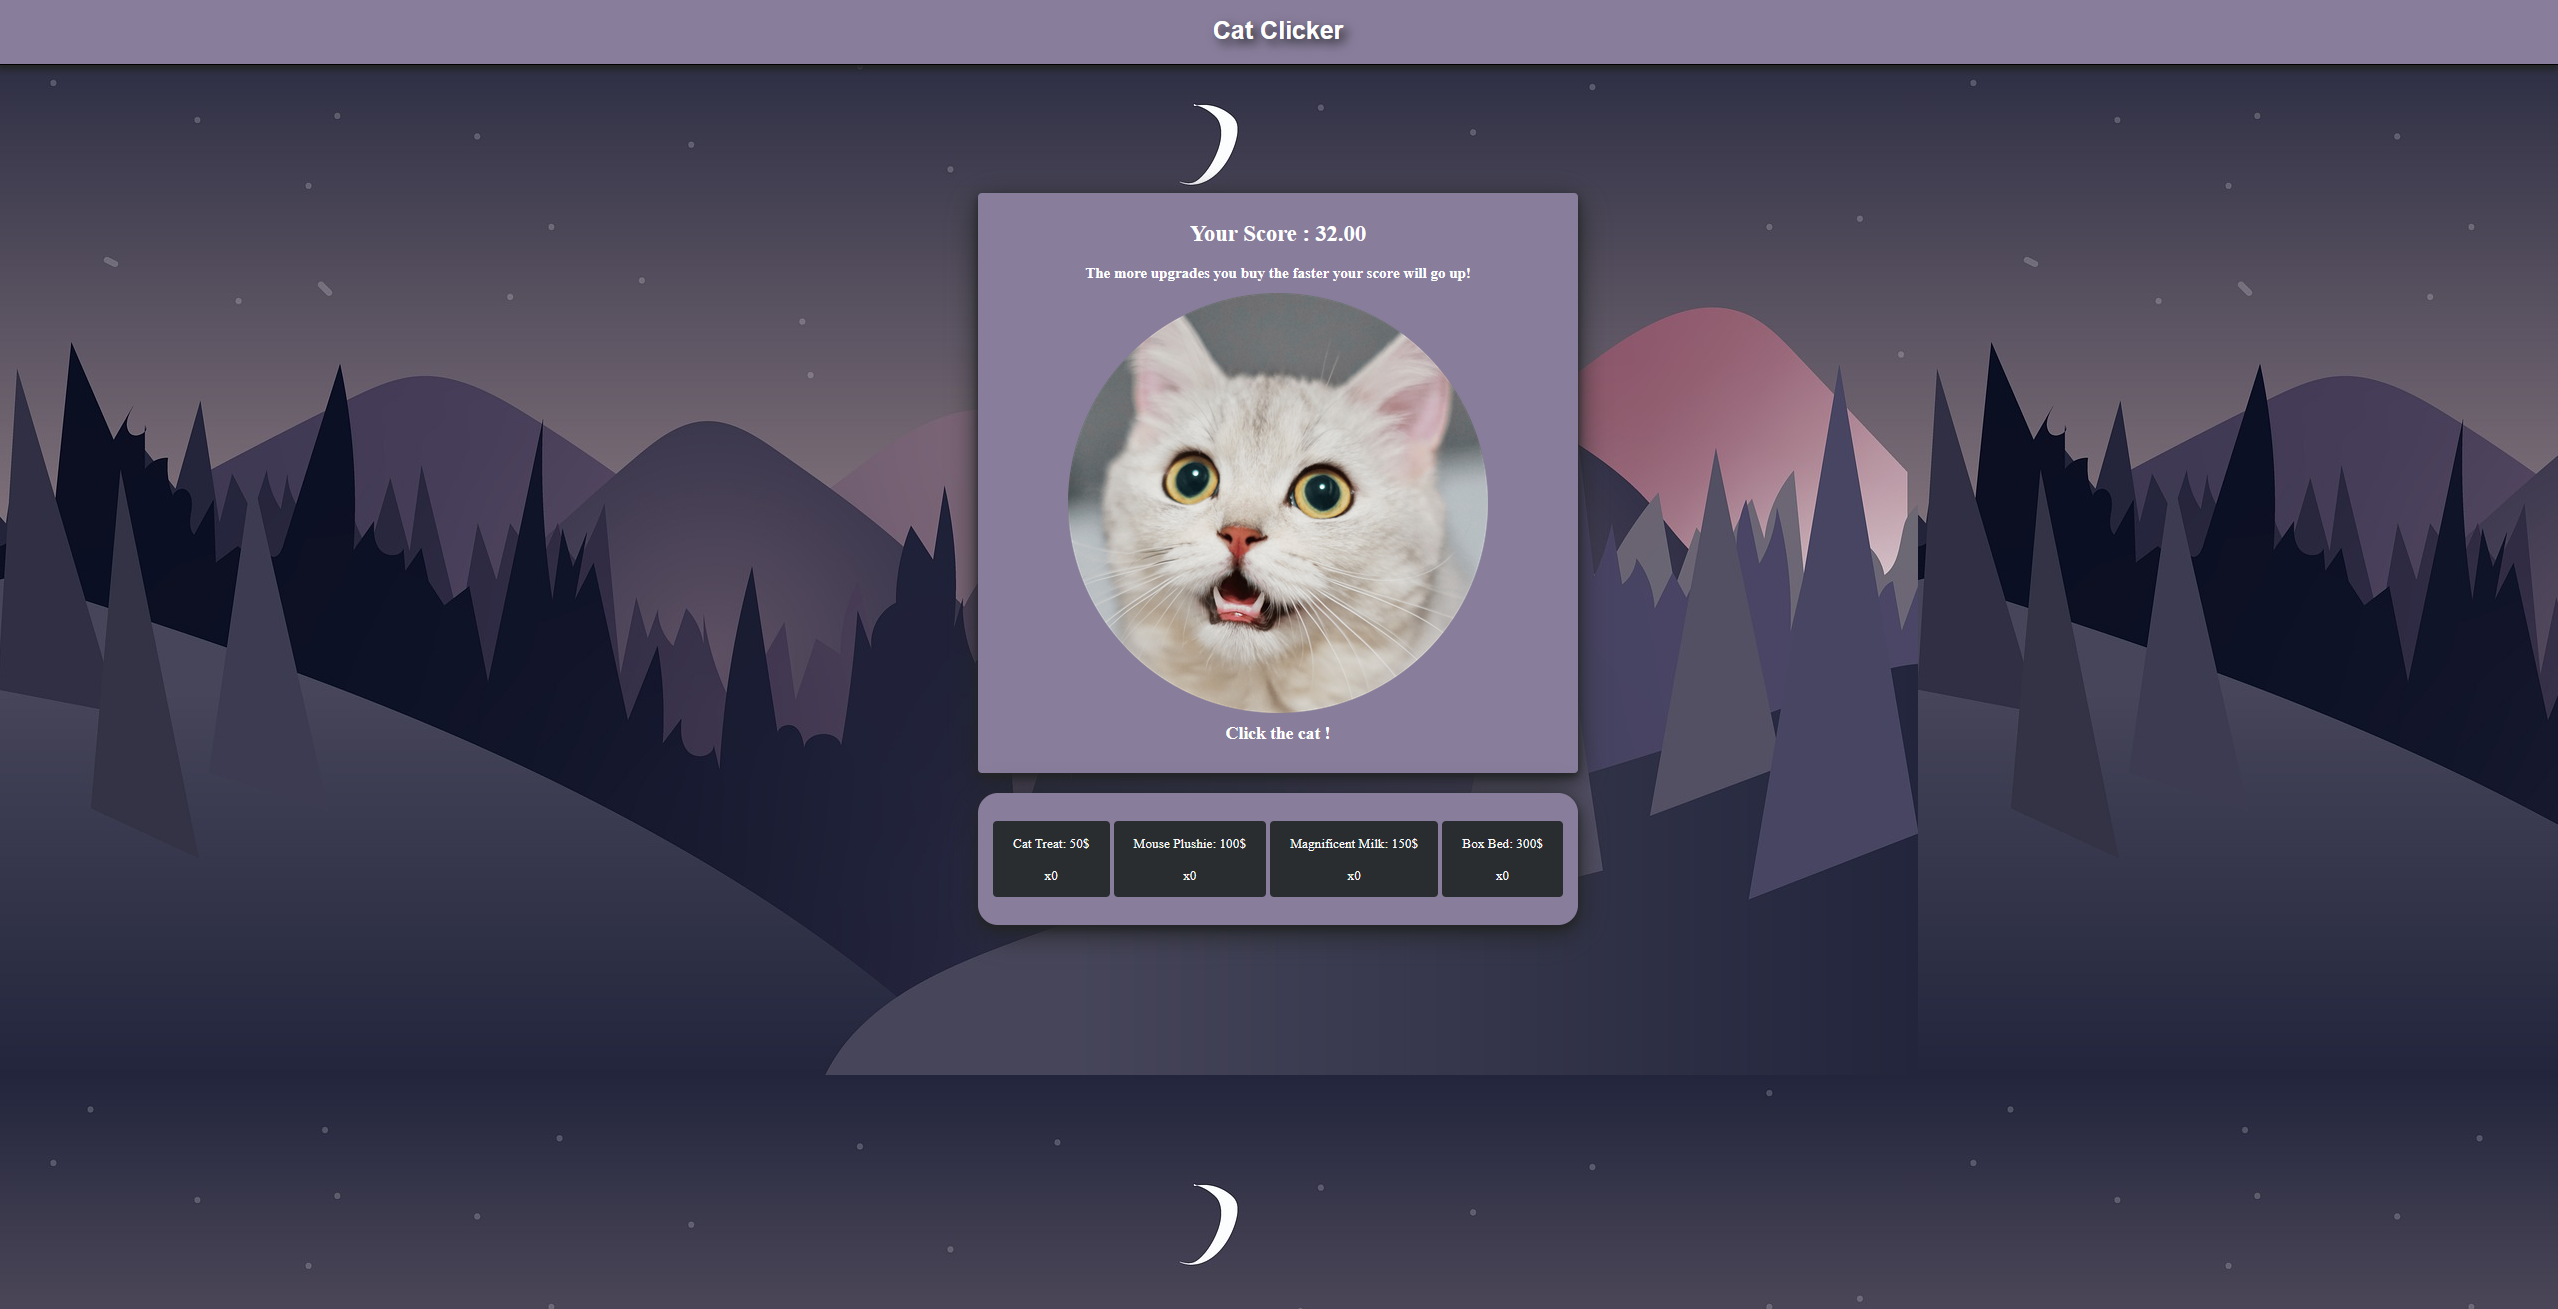 Cat Clicker
Your Score : 32.00
The more upgrades you buy the faster your score will go up!
Click the cat !
Cat Treat: 50$
x0
Mouse Plushie: 100$
x0
Magnificent Milk: 150$
x0
Box Bed: 300$
x0